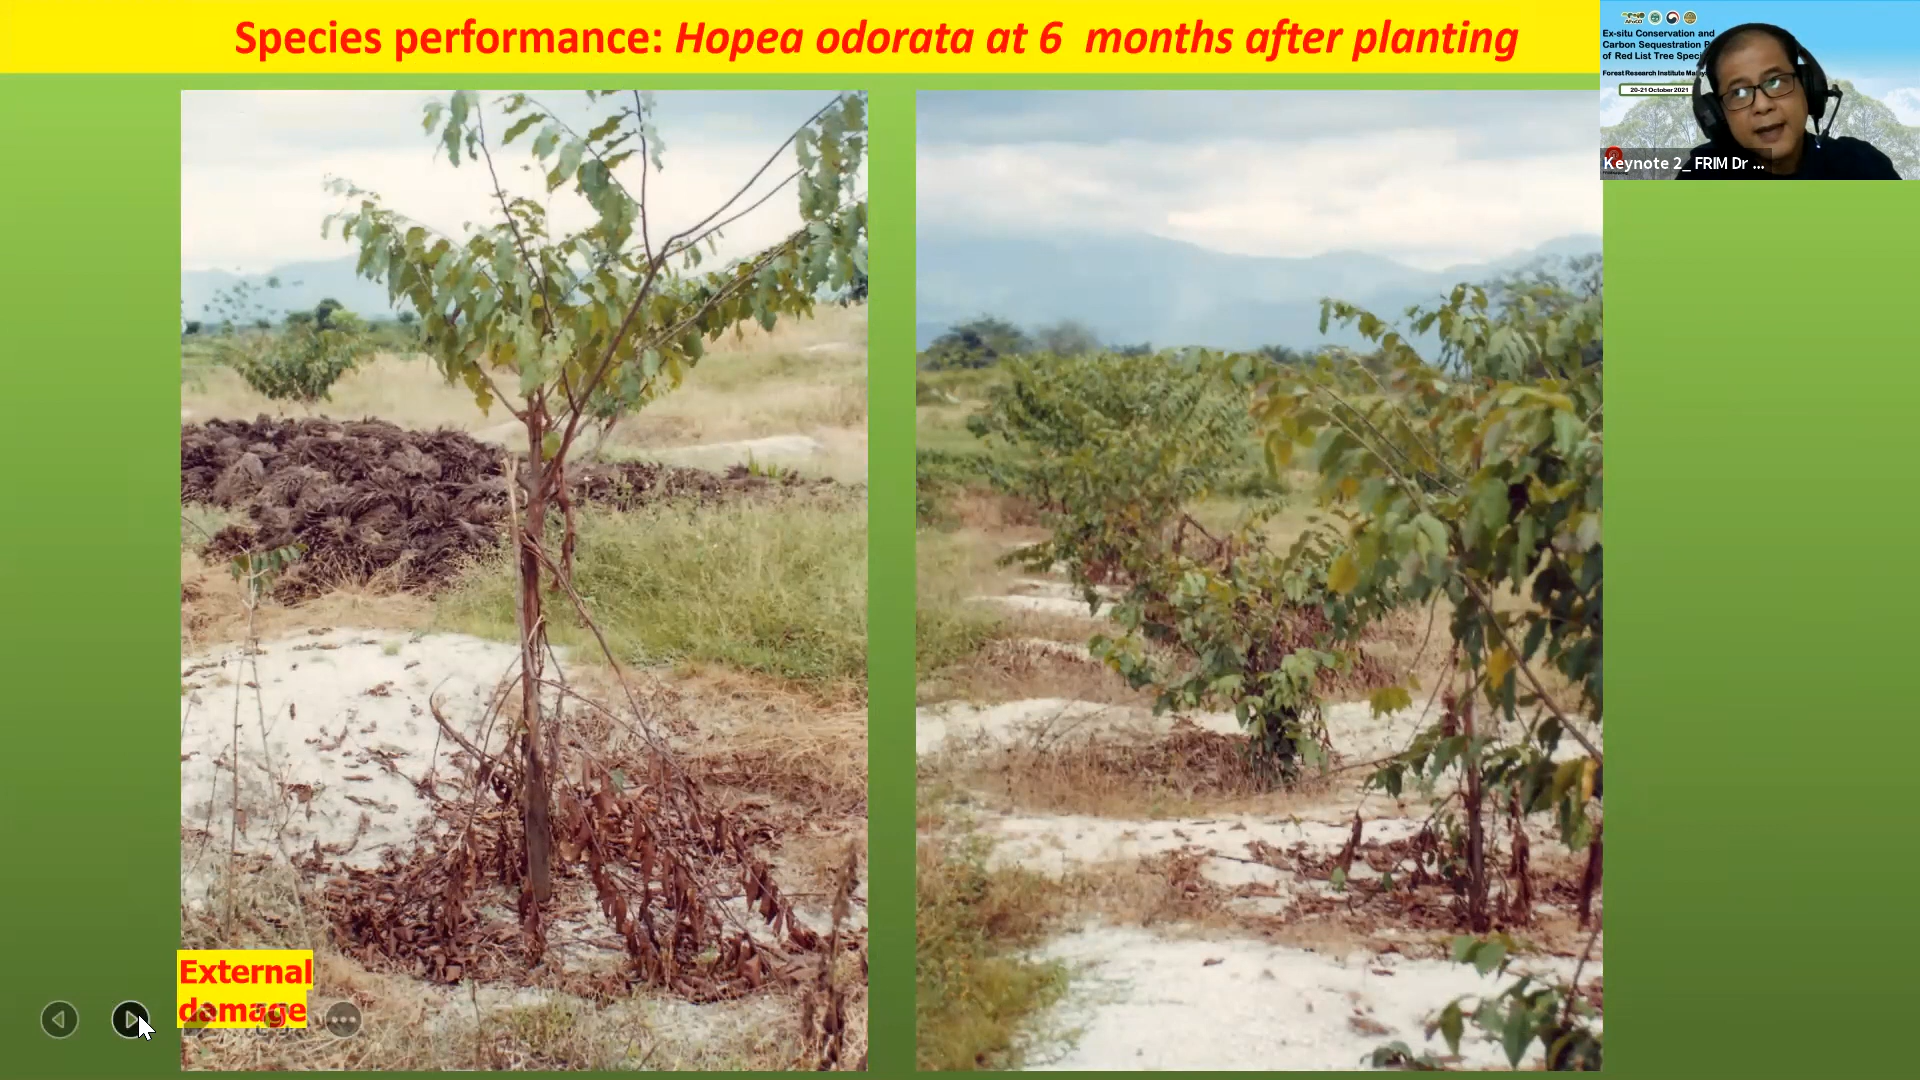 Species performance: Hopea odorata at 6 months after planting
Ex-situ Conservation and
Carbon Sequestration P
of Red List Tree Speci
Forest Research Institute Malay
20-21 October 2021
Keynote 2_ FRIM Dr ...
External
damage